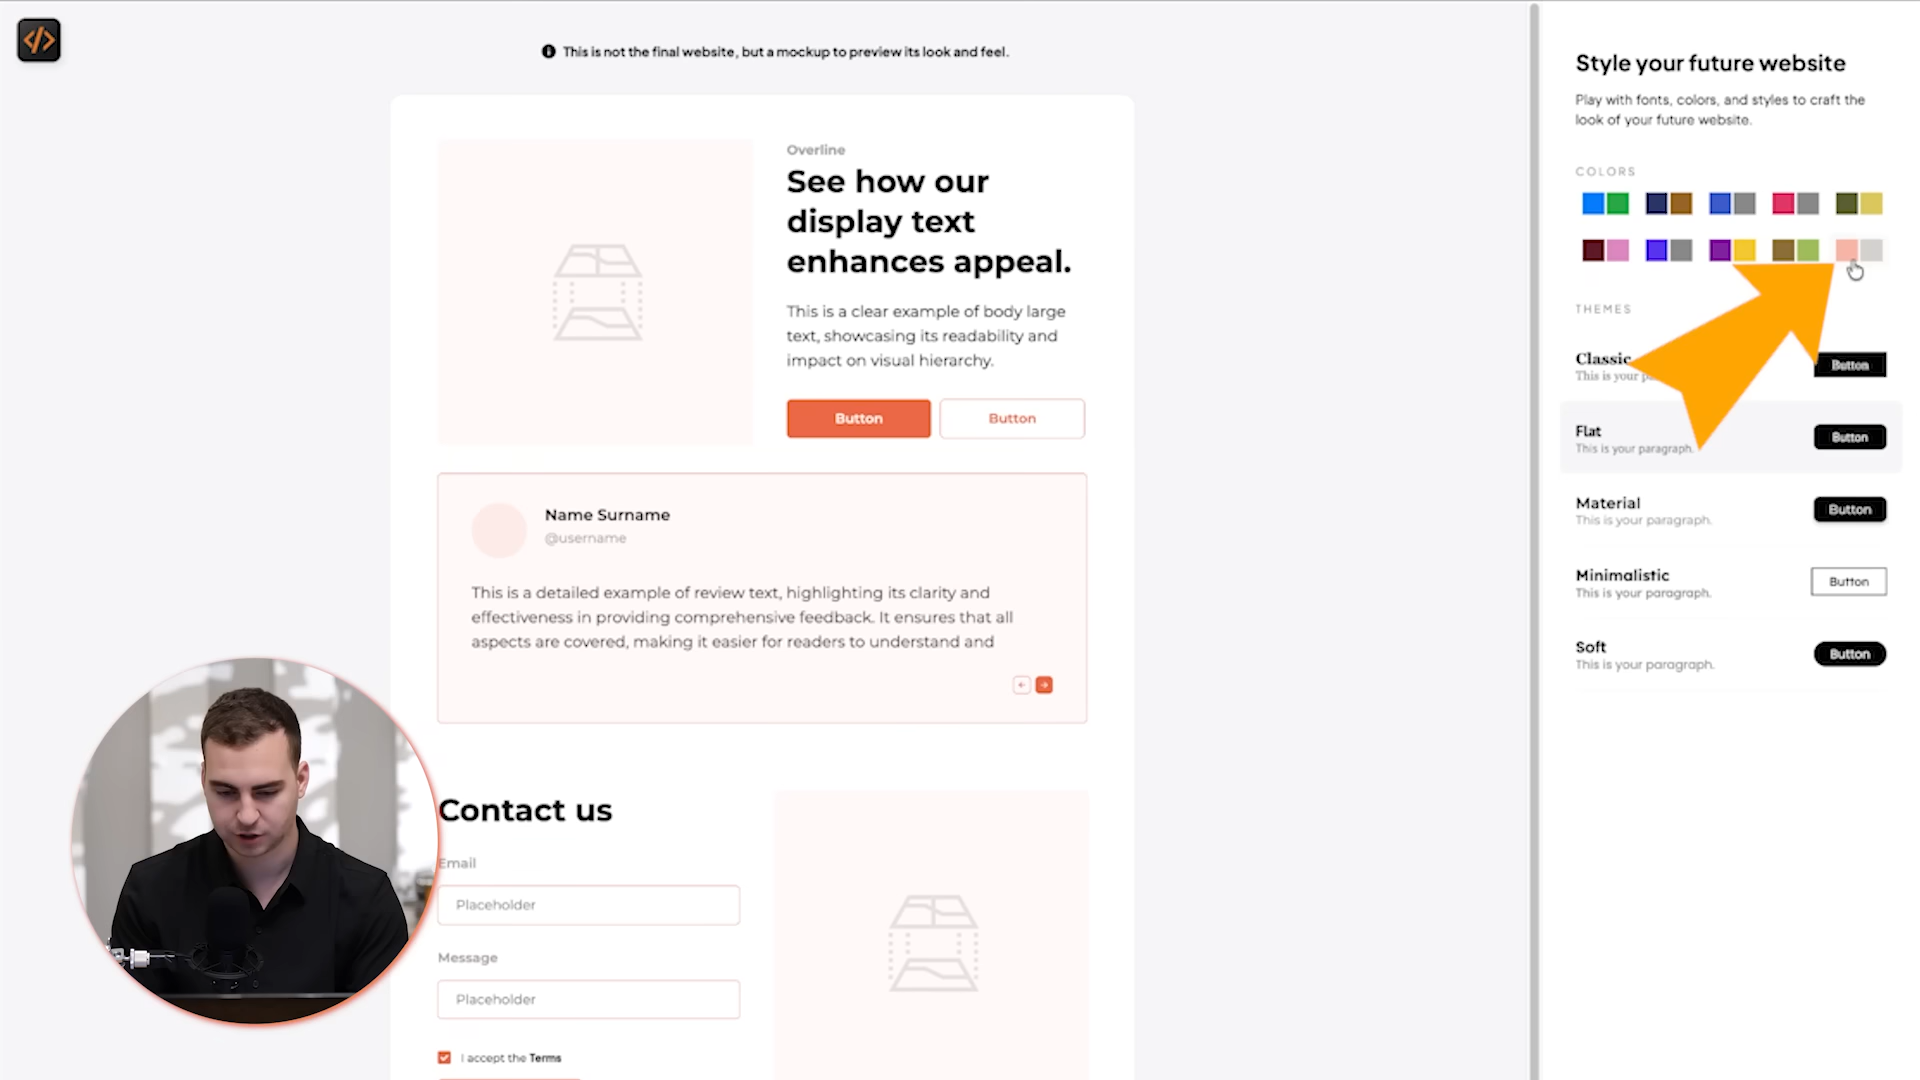 This is not the final website, but a mockup to preview its look and feel.
Overline
See how our
display text
enhances appeal.
This is a clear example of body large
text, showcasing its readability and
impact on visual hierarchy.
Button
Button
Name Surname
@username
This is a detailed example of review text, highlighting its clarity and
effectiveness in providing comprehensive feedback. It ensures that all
aspects are covered, making it easier for readers to understand and
Contact us
Email
Placeholder
Message
Placeholder
I accept the Terms
Style your future website
Play with fonts, colors, and styles to craft the
look of your future website.
COLORS
THEMES
Classic
This is your
Button
Flat
This is your paragraph.
Button
Material
This is your paragraph.
Button
Minimalistic
This is your paragraph.
Button
Soft
This is your paragraph.
Button